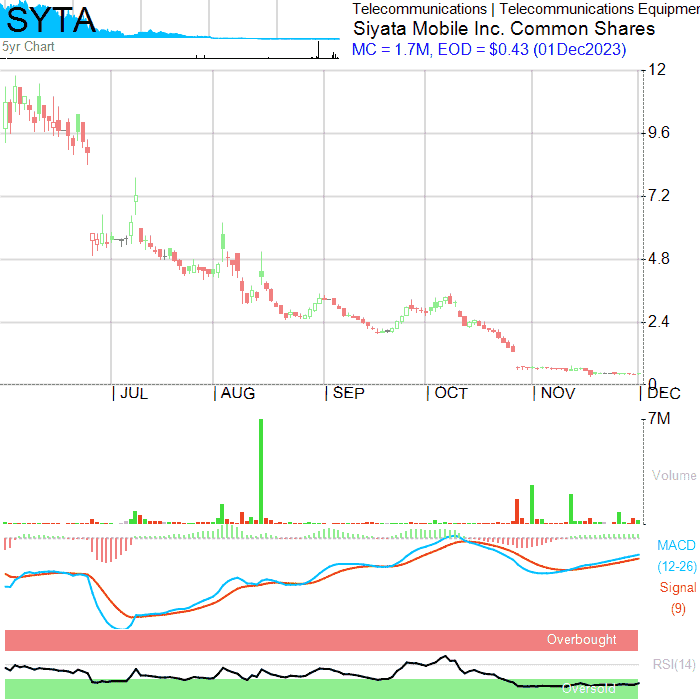 SYTA
5yr Chart
Telecommunications | Telecommunications Equipmen
Siyata Mobile Inc. Common Shares
MC = 1.7M, EOD = $0.43 (01Dec2023)
12
9.6
7.2
4.8
2.4
0
JUL AUG SEP OCT NOV DEC
7M
Volume
MACD
(12-26)
Signal
(9)
Overbought
RSI(14)
Oversold